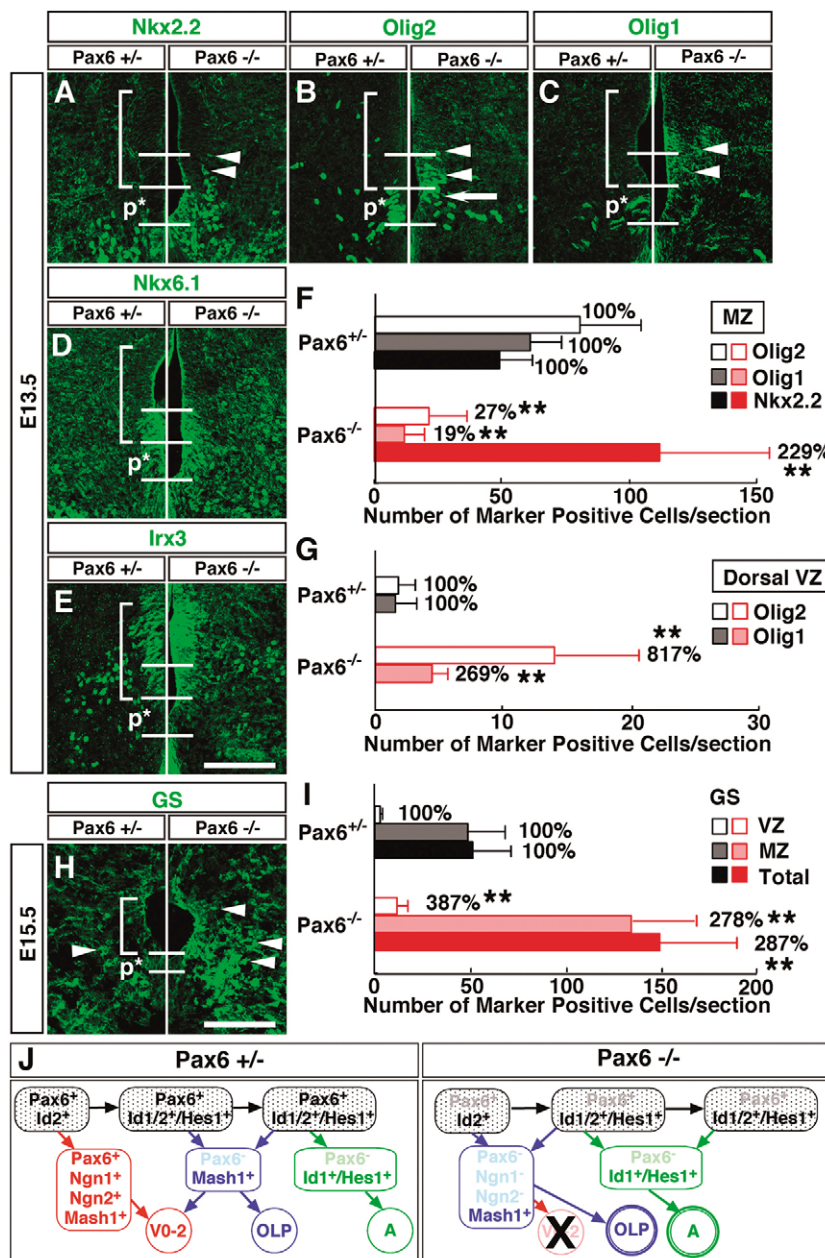 Nkx2.2 Olig2 Olig1
Pax6 +/- Pax6 -/- Pax6 +/- Pax6 -/- Pax6 +/- Pax6 -/-
A B C
p* p* p*
E13.5
Nkx6.1
Pax6 +/- Pax6 -/-
D
p*
F
MZ
Olig2
Olig1
Nkx2.2
Pax6+/-
100%
100%
100%
Pax6-/-
27% **
19% **
229%
**
0 50 100 150
Number of Marker Positive Cells/section
Irx3
Pax6 +/- Pax6 -/-
E
p*
G
Dorsal VZ
Olig2
Olig1
Pax6+/-
100%
100%
Pax6-/-
**
817%
269% **
0 10 20 30
Number of Marker Positive Cells/section
E15.5
GS
Pax6 +/- Pax6 -/-
H
p*
I
GS
VZ
MZ
Total
Pax6+/-
100%
100%
100%
Pax6-/-
387% **
278% **
287%
**
0 50 100 150 200
Number of Marker Positive Cells/section
J
Pax6 +/-
Pax6+
Id2+
Pax6+
Id1/2+/Hes1+
Pax6+
Id1/2+/Hes1+
Pax6+
Ngn1+
Ngn2+
Mash1+
Pax6-
Mash1+
Pax6-
Id1+/Hes1+
V0-2 OLP A
Pax6 -/-
Pax6+
Id2+
Pax6+
Id1/2+/Hes1+
Pax6+
Id1/2+/Hes1+
Pax6-
Ngn1-
Ngn2-
Mash1+
Pax6-
Id1+/Hes1+
X OLP A